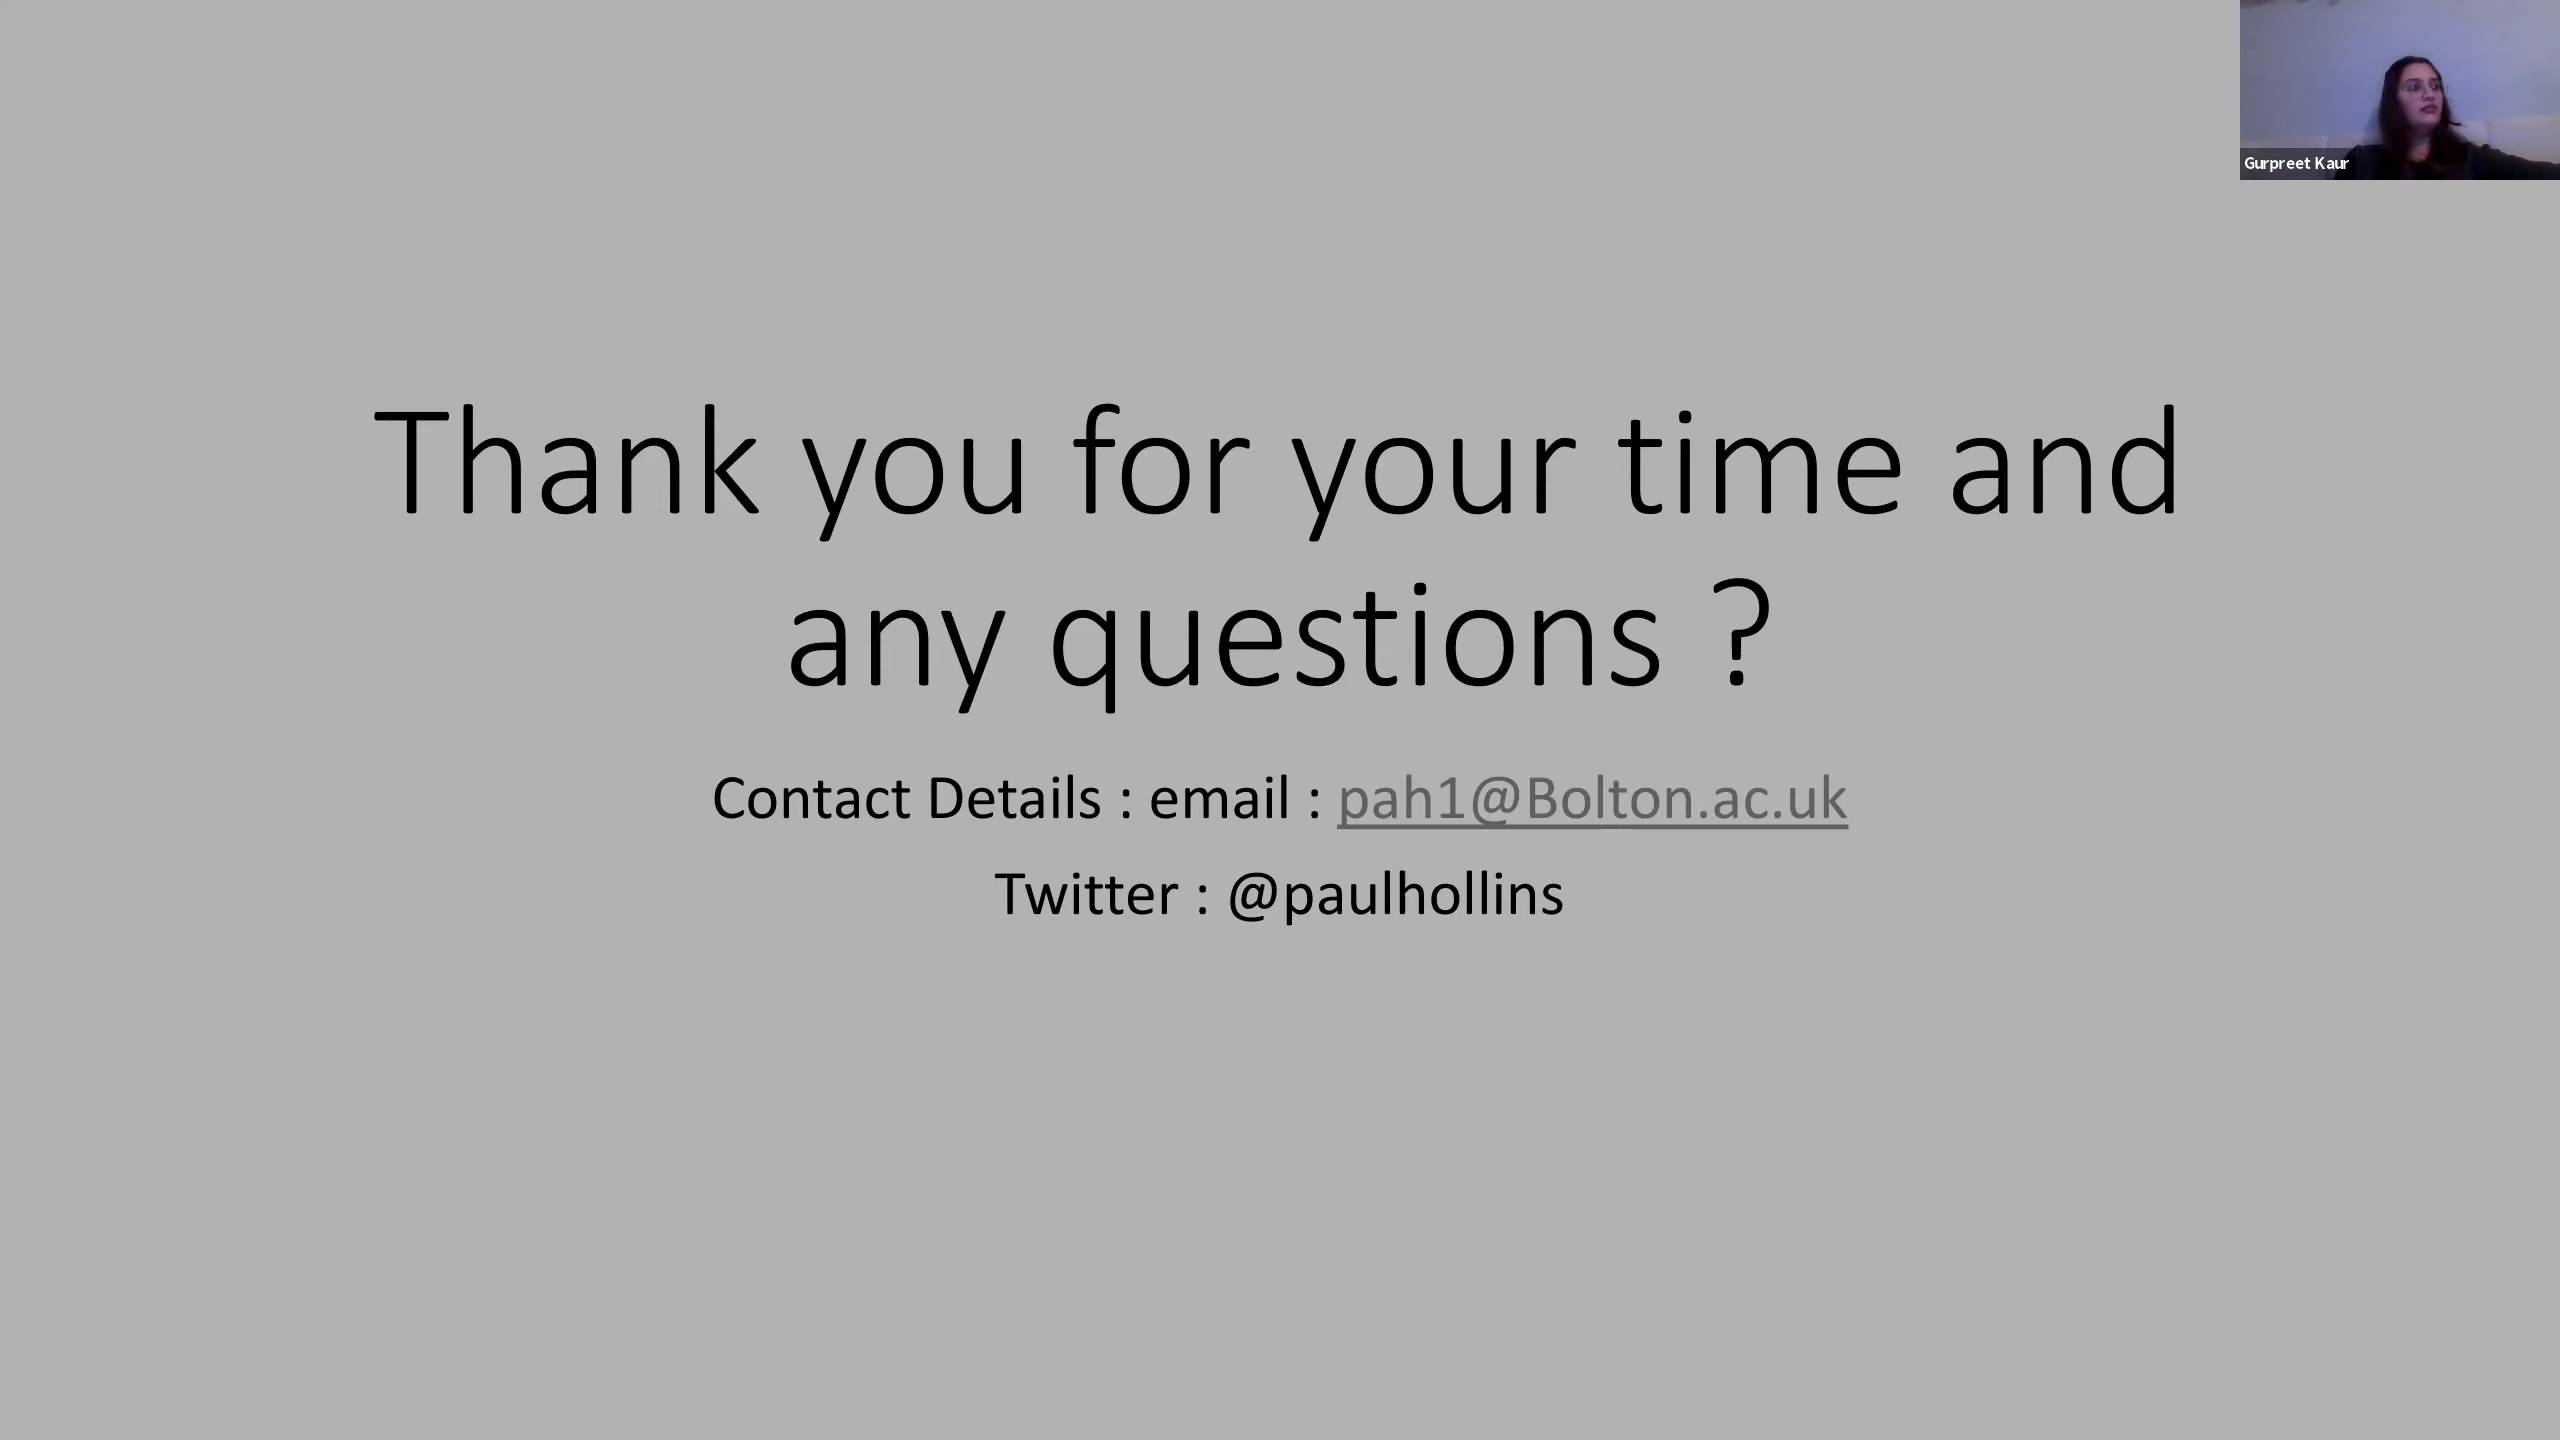 Gurpreet Kaur
Thank you for your time and
any questions ?
Contact Details : email : pah1@Bolton.ac.uk
Twitter : @paulhollins